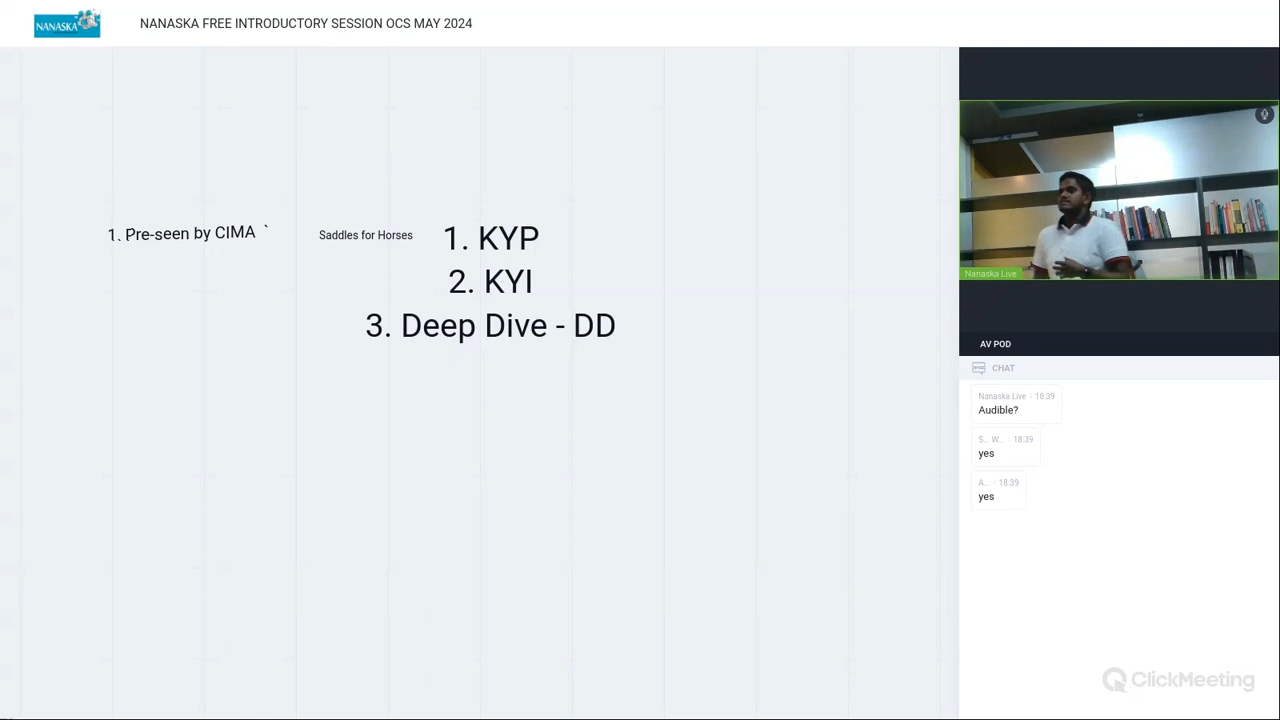 NANASKA
NANASKA FREE INTRODUCTORY SESSION OCS MAY 2024
1. Pre-seen by CIMA `
Saddles for Horses
1. KYP
2. KYI
3. Deep Dive - DD
Nanaska Live
AV POD
CHAT
Nanaska Live 18:39
Audible?
S... W... 18:39
yes
A... 18:39
yes
ClickMeeting